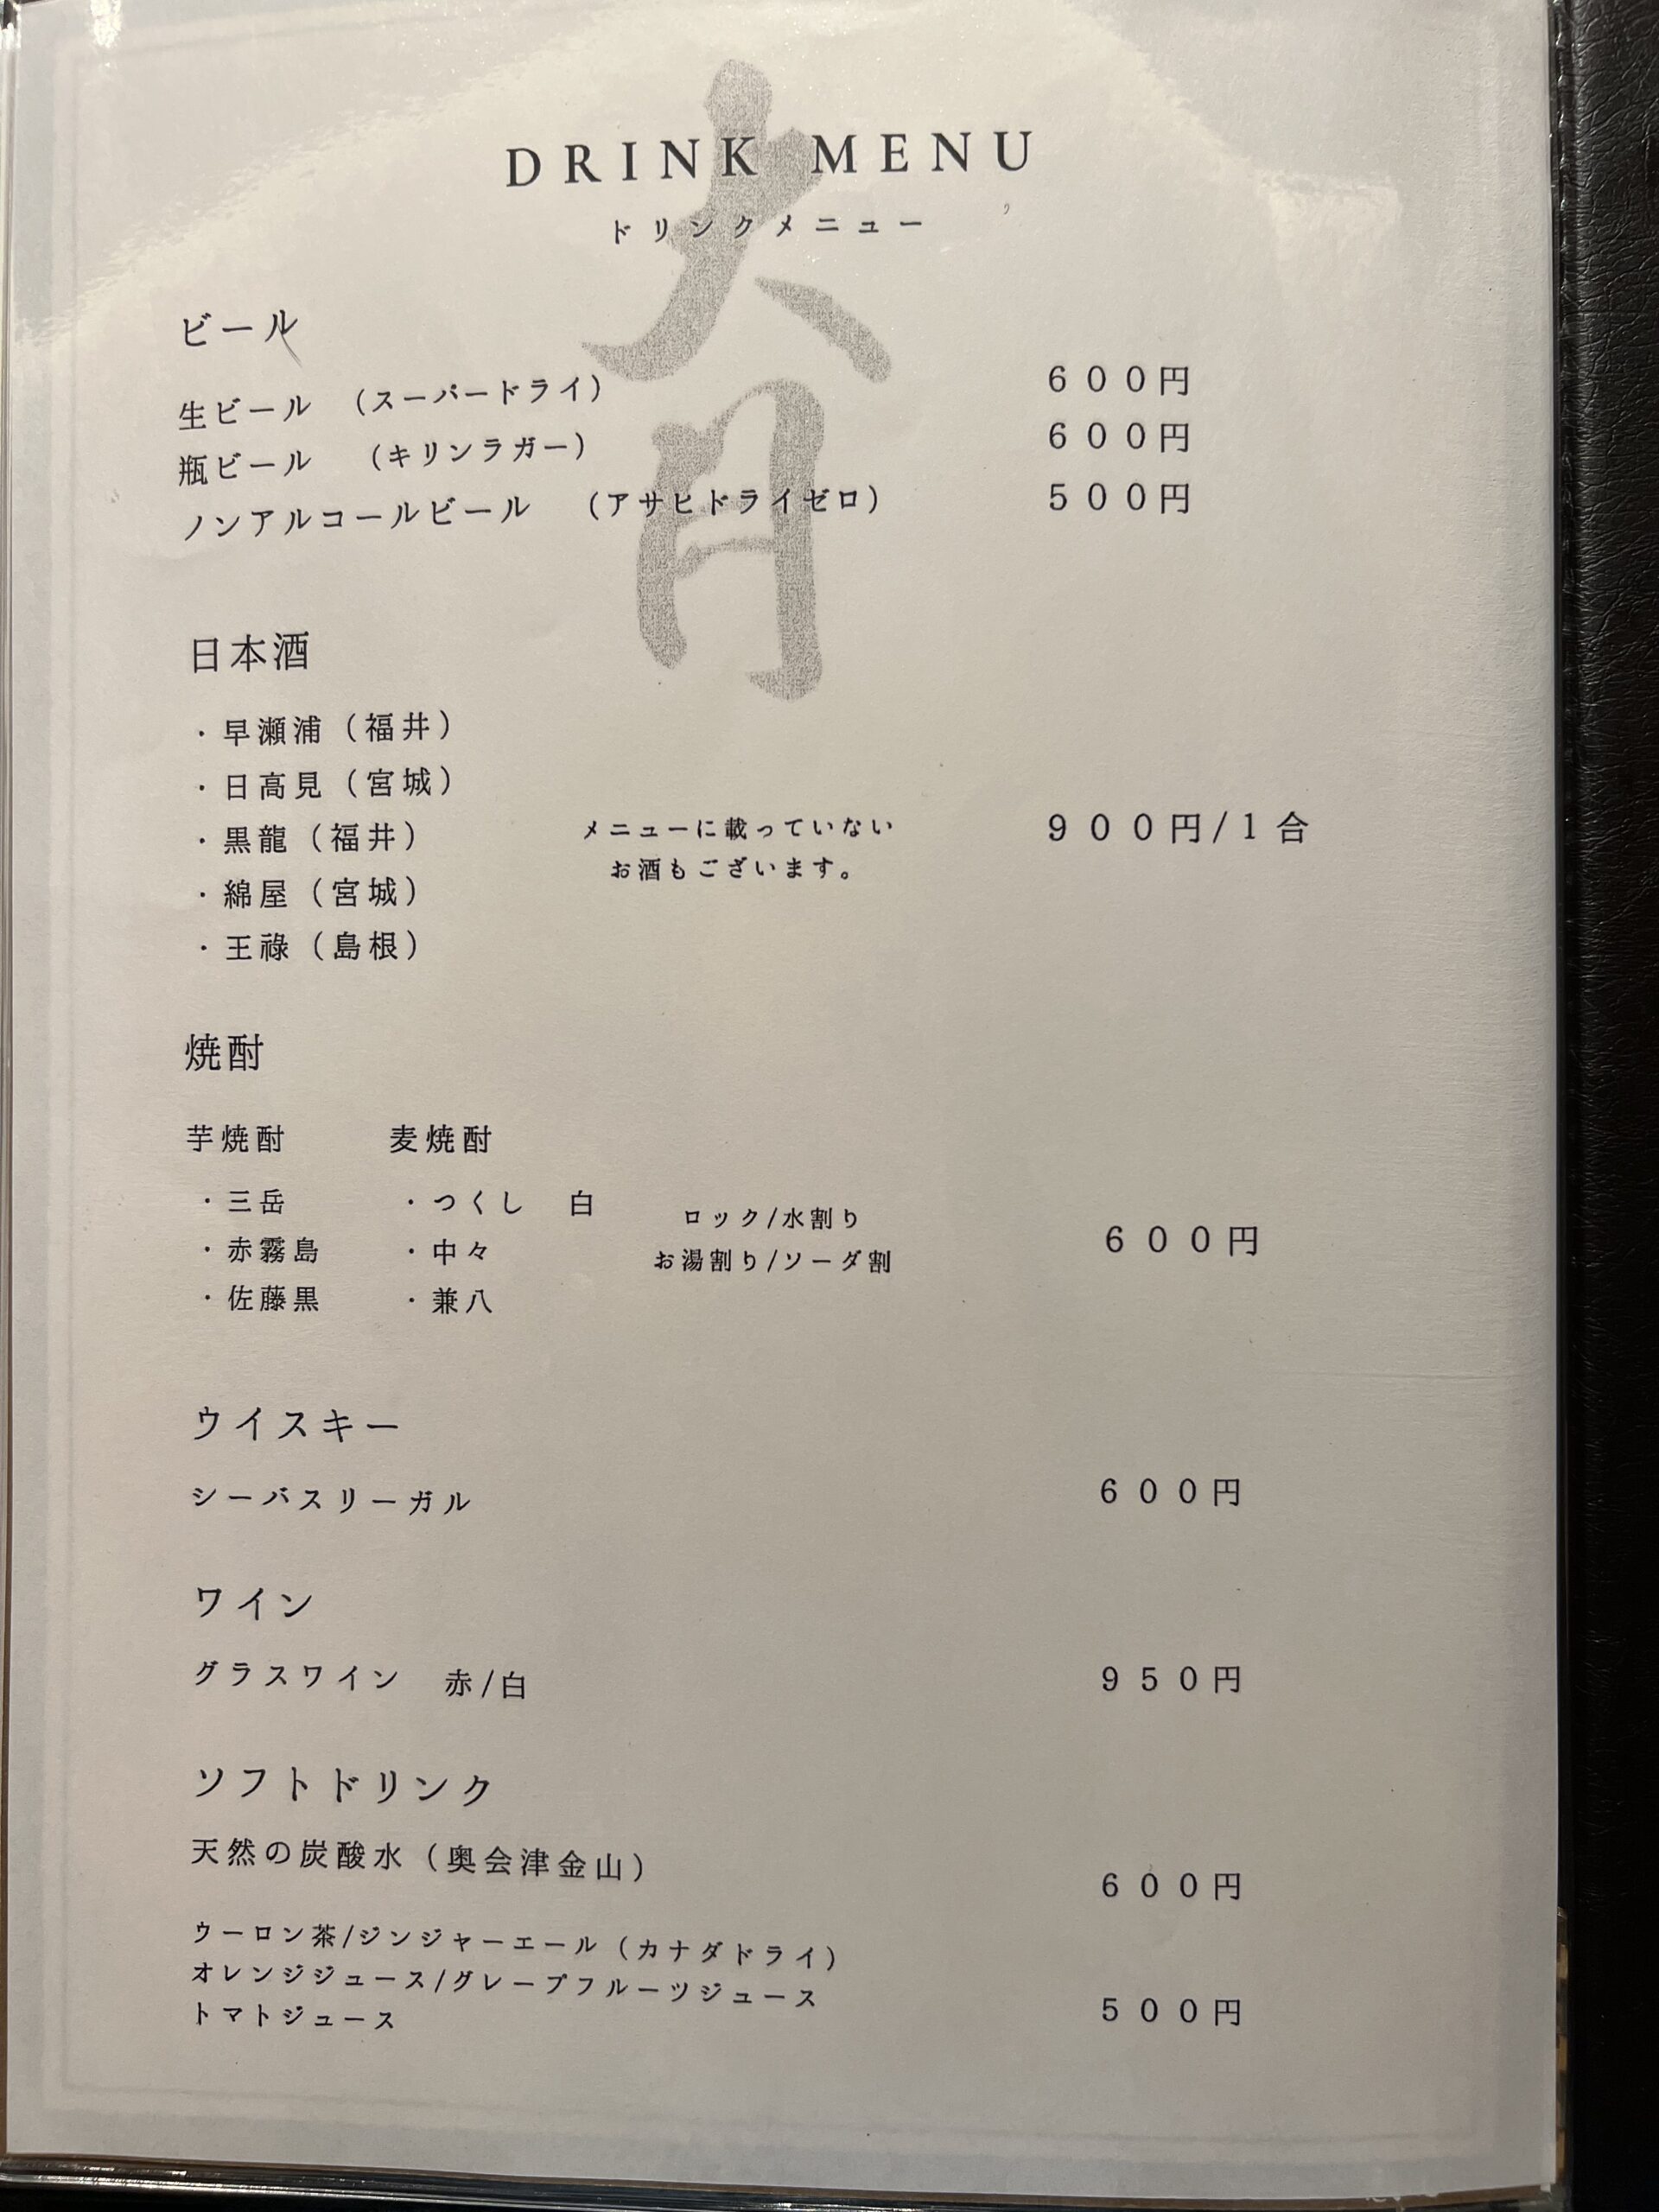 DRINK MENU
ドリンクメニュー
ビール
生ビール （スーパードライ） ６００円
瓶ビール （キリンラガー） ６００円
ノンアルコールビール （アサヒドライゼロ） ５００円
日本酒
・早瀬浦（福井）
・日高見（宮城）
・黒龍（福井）
・綿屋（宮城）
・王祿（島根）
メニューに載っていない
お酒もございます。
９００円/1合
焼酎
芋焼酎 麦焼酎
・三岳 ・つくし 白
・赤霧島 ・中々
・佐藤黒 ・兼八
ロック/水割り
お湯割り/ソーダ割
６００円
ウイスキー
シーバスリーガル ６００円
ワイン
グラスワイン 赤/白 ９５０円
ソフトドリンク
天然の炭酸水（奥会津金山） ６００円
ウーロン茶/ジンジャーエール（カナダドライ）
オレンジジュース/グレープフルーツジュース
トマトジュース ５００円